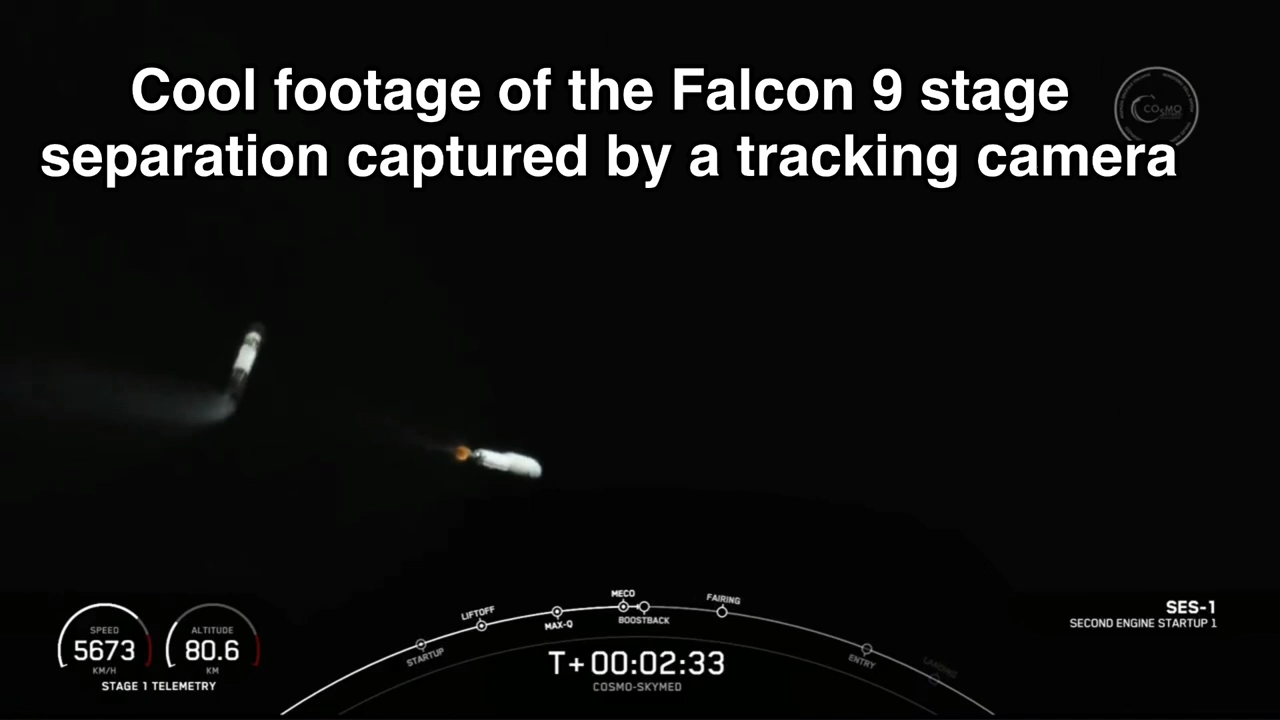 Cool footage of the Falcon 9 stage
separation captured by a tracking camera
COSMO
SPEED
5673
KM/H
ALTITUDE
80.6
KM
STAGE 1 TELEMETRY
STARTUP
LIFTOFF
MAX-Q
MECO
BOOSTBACK
FAIRING
ENTRY
LANDING
T+00:02:33
COSMO-SKYMED
SES-1
SECOND ENGINE STARTUP 1